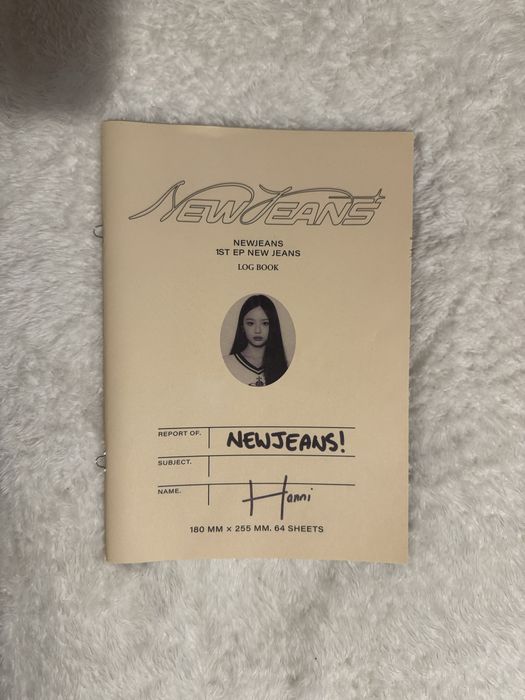 NEWJEANS
NEWJEANS
1ST EP NEW JEANS
LOG BOOK
REPORT OF. NEWJEANS!
SUBJECT.
NAME. Hanni
180 MM × 255 MM. 64 SHEETS